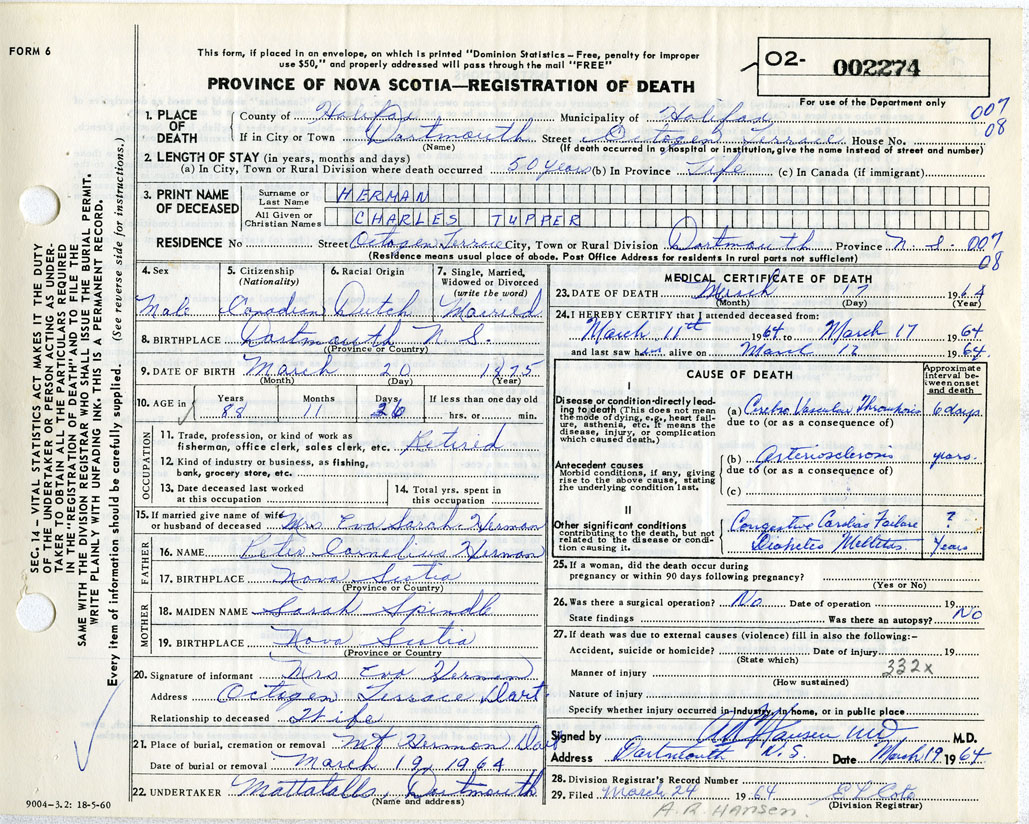 FORM 6
This form, if placed in an envelope, on which is printed "Dominion Statistics – Free, penalty for improper
use $50," and properly addressed will pass through the mail "FREE"
PROVINCE OF NOVA SCOTIA—REGISTRATION OF DEATH
02- 002274
For use of the Department only
007
08
1. PLACE OF DEATH
County of Halifax Municipality of Halifax
If in City or Town Dartmouth Street Octogen Terrace House No.
(Name) (If death occurred in a hospital or institution, give the name instead of street and number)
2. LENGTH OF STAY (in years, months and days)
(a) In City, Town or Rural Division where death occurred 50 years (b) In Province Life (c) In Canada (if immigrant)
3. PRINT NAME OF DECEASED
Surname or Last Name HERMAN
All Given or Christian Names CHARLES TUPPER
RESIDENCE No Street Octogen Terrace City, Town or Rural Division Dartmouth Province N. S. 007
(Residence means usual place of abode. Post Office Address for residents in rural parts not sufficient) 08
4. Sex Male
5. Citizenship (Nationality) Canadian
6. Racial Origin Dutch
7. Single, Married, Widowed or Divorced (write the word) Married
8. BIRTHPLACE Dartmouth N. S.
(Province or Country)
9. DATE OF BIRTH March 20 1875
(Month) (Day) (Year)
10. AGE in Years 88 Months 11 Days 26 If less than one day old hrs. or min.
OCCUPATION
11. Trade, profession, or kind of work as
fisherman, office clerk, sales clerk, etc. Retired
12. Kind of industry or business, as fishing,
bank, grocery store, etc.
13. Date deceased last worked
at this occupation
14. Total yrs. spent in
this occupation
15. If married give name of wife
or husband of deceased Mrs Eva Sarah Herman
FATHER
16. NAME Peter Cornelius Herman
17. BIRTHPLACE Nova Scotia
(Province or Country)
MOTHER
18. MAIDEN NAME Sarah Spindle
19. BIRTHPLACE Nova Scotia
(Province or Country)
20. Signature of informant Mrs Eva Herman
Address Octogen Terrace Dart
Relationship to deceased Wife
21. Place of burial, cremation or removal Mt Hermon Dart
Date of burial or removal March 19, 1964
22. UNDERTAKER Mattatalls, Dartmouth
(Name and address)
MEDICAL CERTIFICATE OF DEATH
23. DATE OF DEATH March 17 1964
(Month) (Day) (Year)
24. I HEREBY CERTIFY that I attended deceased from:
March 11th 1964 to March 17 1964
and last saw him alive on March 17 1964.
CAUSE OF DEATH
Approximate interval between onset and death
I
Disease or condition directly leading to death (This does not mean the mode of dying, e.g., heart failure, asthenia, etc. It means the disease, injury, or complication which caused death.)
(a) Cerebro Vascular Thrombosis 6 days
due to (or as a consequence of)
Antecedent causes
Morbid conditions, if any, giving rise to the above cause, stating the underlying condition last.
(b) Arteriosclerosis years.
due to (or as a consequence of)
(c)
II
Other significant conditions contributing to the death, but not related to the disease or condition causing it.
Congestive Cardiac Failure ?
Diabetes Mellitus. years
25. If a woman, did the death occur during
pregnancy or within 90 days following pregnancy?
(Yes or No)
26. Was there a surgical operation? No Date of operation 19
State findings Was there an autopsy? No
27. If death was due to external causes (violence) fill in also the following:–
Accident, suicide or homicide? Date of injury 19
(State which)
332x
Manner of injury
(How sustained)
Nature of injury
Specify whether injury occurred in industry, in home, or in public place
Signed by A R Hansen MD M.D.
Address Dartmouth N.S. Date March 19 1964
28. Division Registrar's Record Number
29. Filed March 24 1964
(Division Registrar)
A. R. Hansen.
9004–3.2: 18-5-60
SEC. 14 – VITAL STATISTICS ACT MAKES IT THE DUTY
OF THE UNDERTAKER OR PERSON ACTING AS UNDER-
TAKER TO OBTAIN ALL THE PARTICULARS REQUIRED
IN THE "REGISTRATION OF DEATH" AND TO FILE THE
SAME WITH THE DIVISION REGISTRAR WHO SHALL ISSUE THE BURIAL PERMIT.
WRITE PLAINLY WITH UNFADING INK. THIS IS A PERMANENT RECORD.
Every item of information should be carefully supplied. (See reverse side for instructions.)